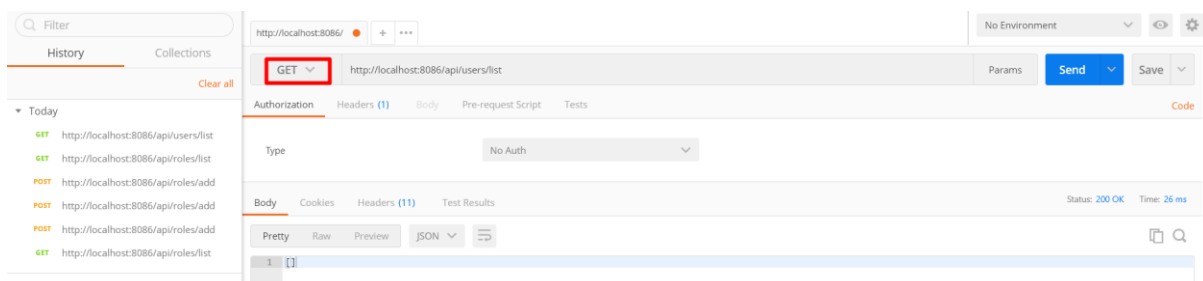 Filter
History Collections
Clear all
Today
GET http://localhost:8086/api/users/list
GET http://localhost:8086/api/roles/list
POST http://localhost:8086/api/roles/add
POST http://localhost:8086/api/roles/add
POST http://localhost:8086/api/roles/add
GET http://localhost:8086/api/roles/list
http://localhost:8086/ + •••
No Environment
GET http://localhost:8086/api/users/list Params Send Save
Authorization Headers (1) Body Pre-request Script Tests Code
Type No Auth
Body Cookies Headers (11) Test Results Status: 200 OK Time: 26 ms
Pretty Raw Preview JSON
1 []